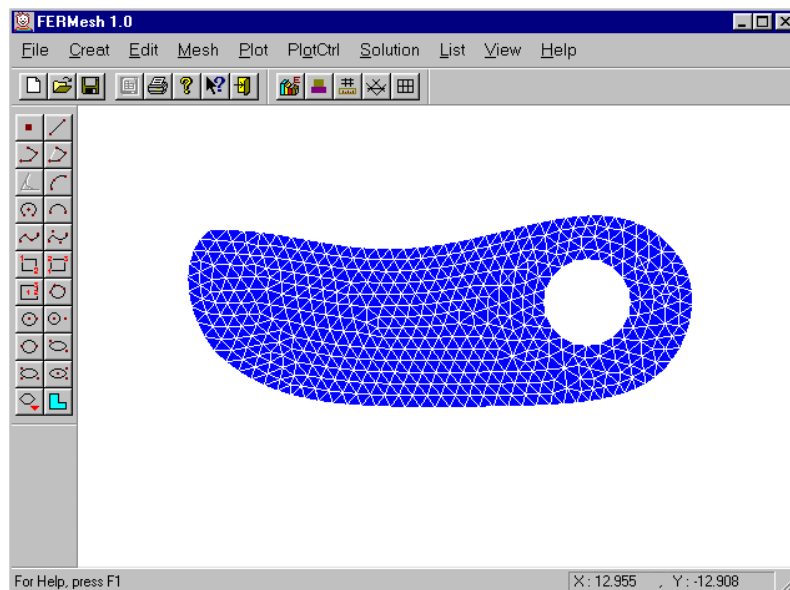 FERMesh 1.0
File Creat Edit Mesh Plot PlotCtrl Solution List View Help
For Help, press F1
X : 12.955 , Y : -12.908